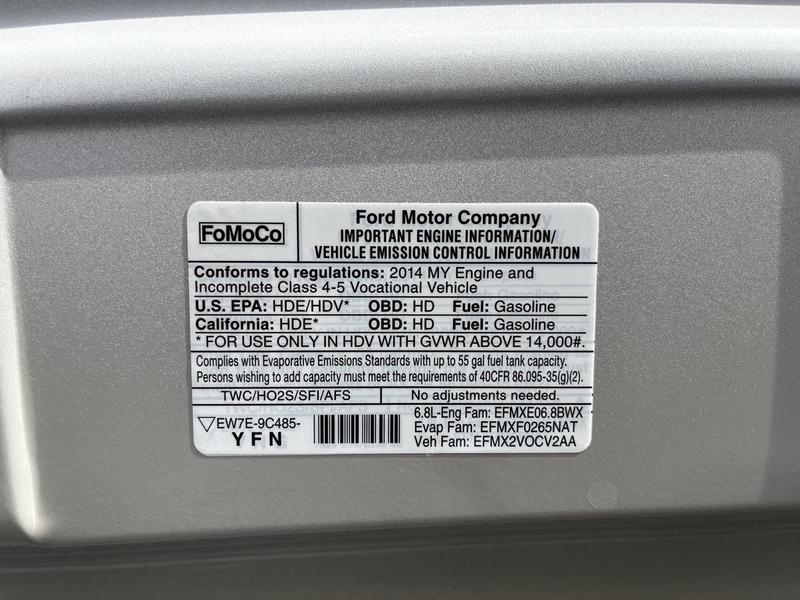 FoMoCo
Ford Motor Company
IMPORTANT ENGINE INFORMATION/
VEHICLE EMISSION CONTROL INFORMATION
Conforms to regulations: 2014 MY Engine and
Incomplete Class 4-5 Vocational Vehicle
U.S. EPA: HDE/HDV* OBD: HD Fuel: Gasoline
California: HDE* OBD: HD Fuel: Gasoline
* FOR USE ONLY IN HDV WITH GVWR ABOVE 14,000#.
Complies with Evaporative Emissions Standards with up to 55 gal fuel tank capacity.
Persons wishing to add capacity must meet the requirements of 40CFR 86.095-35(g)(2).
TWC/HO2S/SFI/AFS No adjustments needed.
EW7E-9C485-
Y F N
6.8L-Eng Fam: EFMXE06.8BWX
Evap Fam: EFMXF0265NAT
Veh Fam: EFMX2VOCV2AA